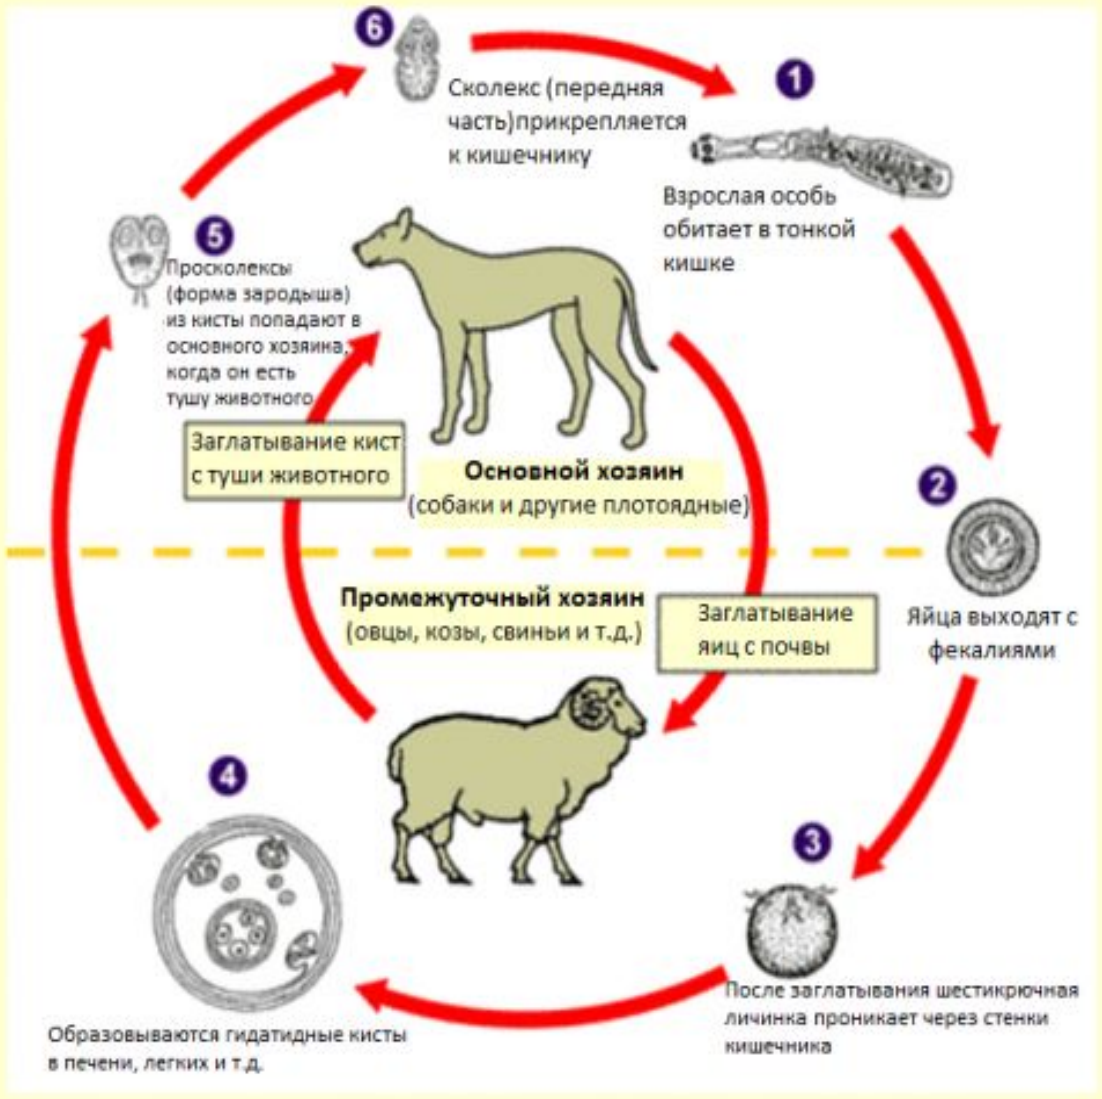 6
Сколекс (передняя
часть)прикрепляется
к кишечнику
1
Взрослая особь
обитает в тонкой
кишке
5
Просколексы
(форма зародыша)
из кисты попадают в
основного хозяина,
когда он есть
тушу животного
Заглатывание кист
с туши животного
Основной хозяин
(собаки и другие плотоядные)
2
Яйца выходят с
фекалиями
Промежуточный хозяин
(овцы, козы, свиньи и т.д.)
Заглатывание
яиц с почвы
4
Образовываются гидатидные кисты
в печени, легких и т.д.
3
После заглатывания шестикрючная
личинка проникает через стенки
кишечника